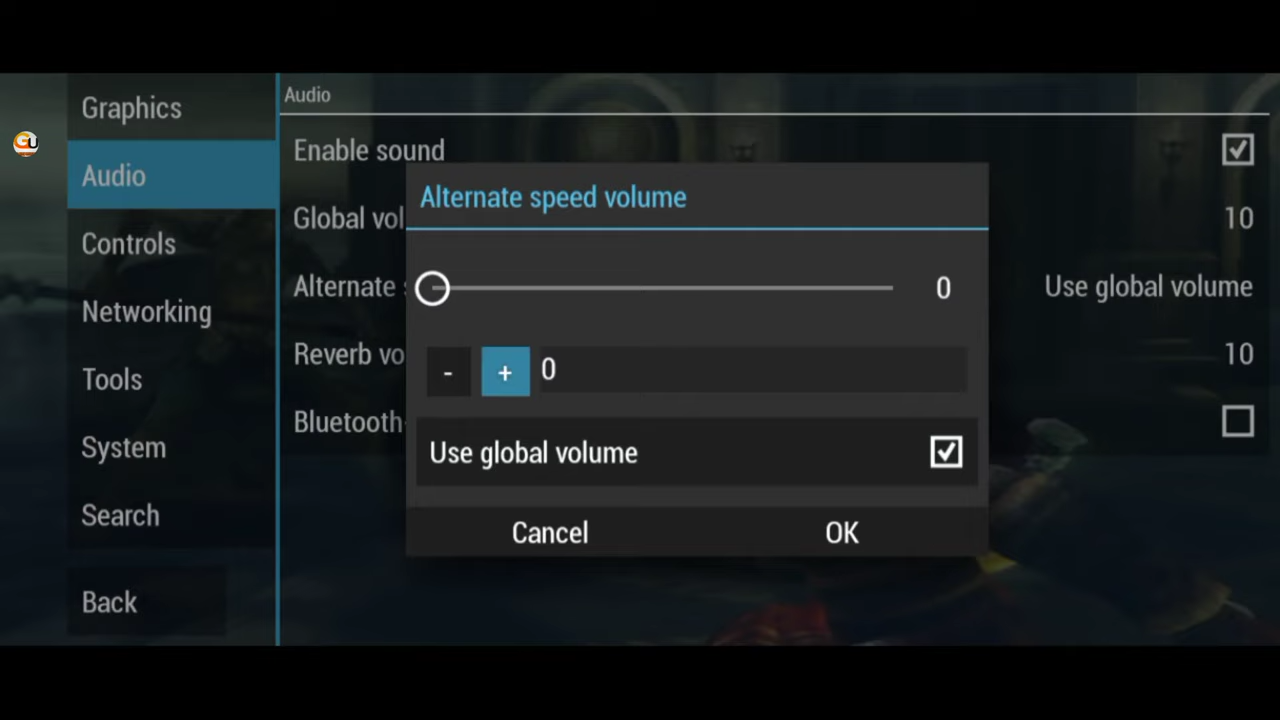 Graphics
Audio
Controls
Networking
Tools
System
Search
Back
Audio
Enable sound
Global vol
10
Alternate s
Use global volume
Reverb vo
10
Bluetooth-
Alternate speed volume
0
- + 0
Use global volume
Cancel OK
GU